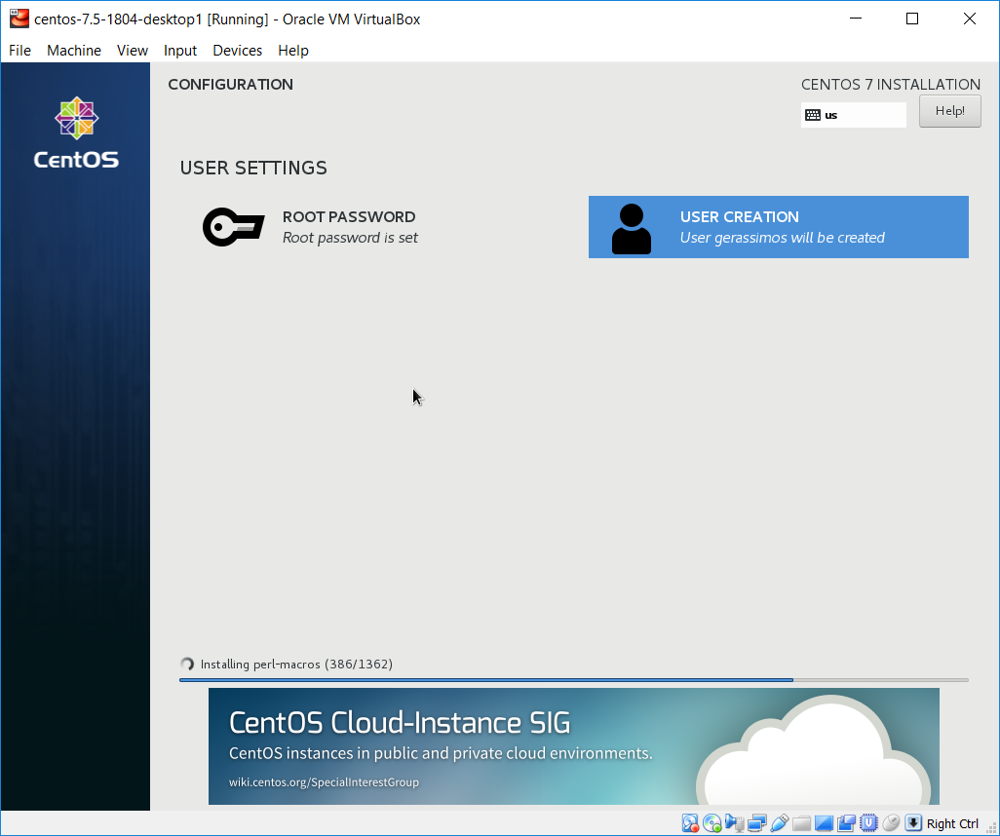 centos-7.5-1804-desktop1 [Running] - Oracle VM VirtualBox
File Machine View Input Devices Help
CentOS
CONFIGURATION
CENTOS 7 INSTALLATION
us
Help!
USER SETTINGS
ROOT PASSWORD
Root password is set
USER CREATION
User gerassimos will be created
Installing perl-macros (386/1362)
CentOS Cloud-Instance SIG
CentOS instances in public and private cloud environments.
wiki.centos.org/SpecialInterestGroup
Right Ctrl